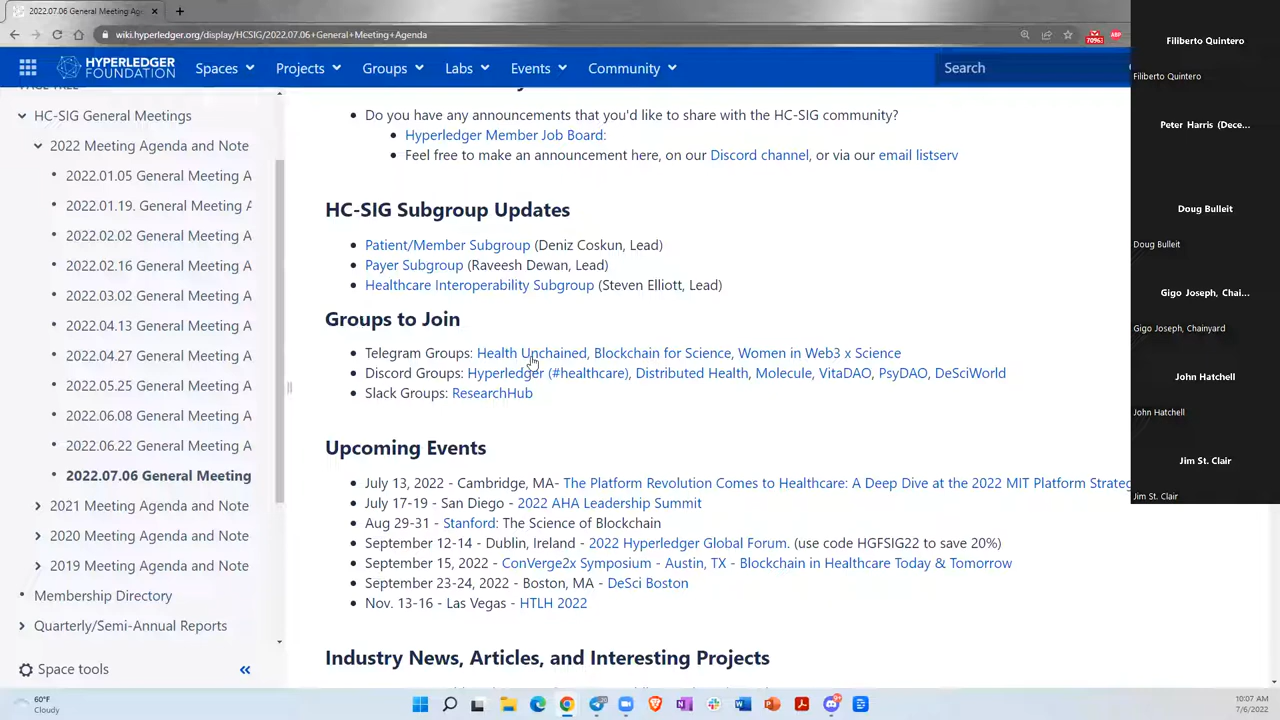 2022.07.06 General Meeting Age
wiki.hyperledger.org/display/HCSIG/2022.07.06+General+Meeting+Agenda
HYPERLEDGER
FOUNDATION
Spaces
Projects
Groups
Labs
Events
Community
Search
HC-SIG General Meetings
2022 Meeting Agenda and Note
2022.01.05 General Meeting A
2022.01.19. General Meeting A
2022.02.02 General Meeting A
2022.02.16 General Meeting A
2022.03.02 General Meeting A
2022.04.13 General Meeting A
2022.04.27 General Meeting A
2022.05.25 General Meeting A
2022.06.08 General Meeting A
2022.06.22 General Meeting A
2022.07.06 General Meeting
2021 Meeting Agenda and Note
2020 Meeting Agenda and Note
2019 Meeting Agenda and Note
Membership Directory
Quarterly/Semi-Annual Reports
Space tools
Do you have any announcements that you'd like to share with the HC-SIG community?
Hyperledger Member Job Board:
Feel free to make an announcement here, on our Discord channel, or via our email listserv
HC-SIG Subgroup Updates
Patient/Member Subgroup (Deniz Coskun, Lead)
Payer Subgroup (Raveesh Dewan, Lead)
Healthcare Interoperability Subgroup (Steven Elliott, Lead)
Groups to Join
Telegram Groups: Health Unchained, Blockchain for Science, Women in Web3 x Science
Discord Groups: Hyperledger (#healthcare), Distributed Health, Molecule, VitaDAO, PsyDAO, DeSciWorld
Slack Groups: ResearchHub
Upcoming Events
July 13, 2022 - Cambridge, MA- The Platform Revolution Comes to Healthcare: A Deep Dive at the 2022 MIT Platform Strateg
July 17-19 - San Diego - 2022 AHA Leadership Summit
Aug 29-31 - Stanford: The Science of Blockchain
September 12-14 - Dublin, Ireland - 2022 Hyperledger Global Forum. (use code HGFSIG22 to save 20%)
September 15, 2022 - ConVerge2x Symposium - Austin, TX - Blockchain in Healthcare Today & Tomorrow
September 23-24, 2022 - Boston, MA - DeSci Boston
Nov. 13-16 - Las Vegas - HTLH 2022
Industry News, Articles, and Interesting Projects
Filiberto Quintero
Filiberto Quintero
Peter Harris (Dece...
Doug Bulleit
Doug Bulleit
Gigo Joseph, Chai...
Gigo Joseph, Chainyard
John Hatchell
John Hatchell
Jim St. Clair
Jim St. Clair
60°F
Cloudy
10:07 AM
7/6/2022